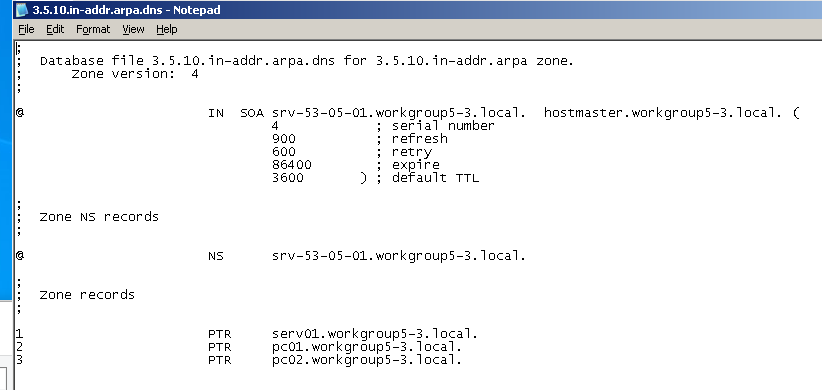 3.5.10.in-addr.arpa.dns - Notepad
File Edit Format View Help
;
;  Database file 3.5.10.in-addr.arpa.dns for 3.5.10.in-addr.arpa zone.
;      Zone version:  4
;
@                       IN  SOA srv-53-05-01.workgroup5-3.local.  hostmaster.workgroup5-3.local. (
4            ; serial number
900          ; refresh
600          ; retry
86400        ; expire
3600       ) ; default TTL
;
;  Zone NS records
;
@                       NS      srv-53-05-01.workgroup5-3.local.
;
;  Zone records
;
1                       PTR     serv01.workgroup5-3.local.
2                       PTR     pc01.workgroup5-3.local.
3                       PTR     pc02.workgroup5-3.local.